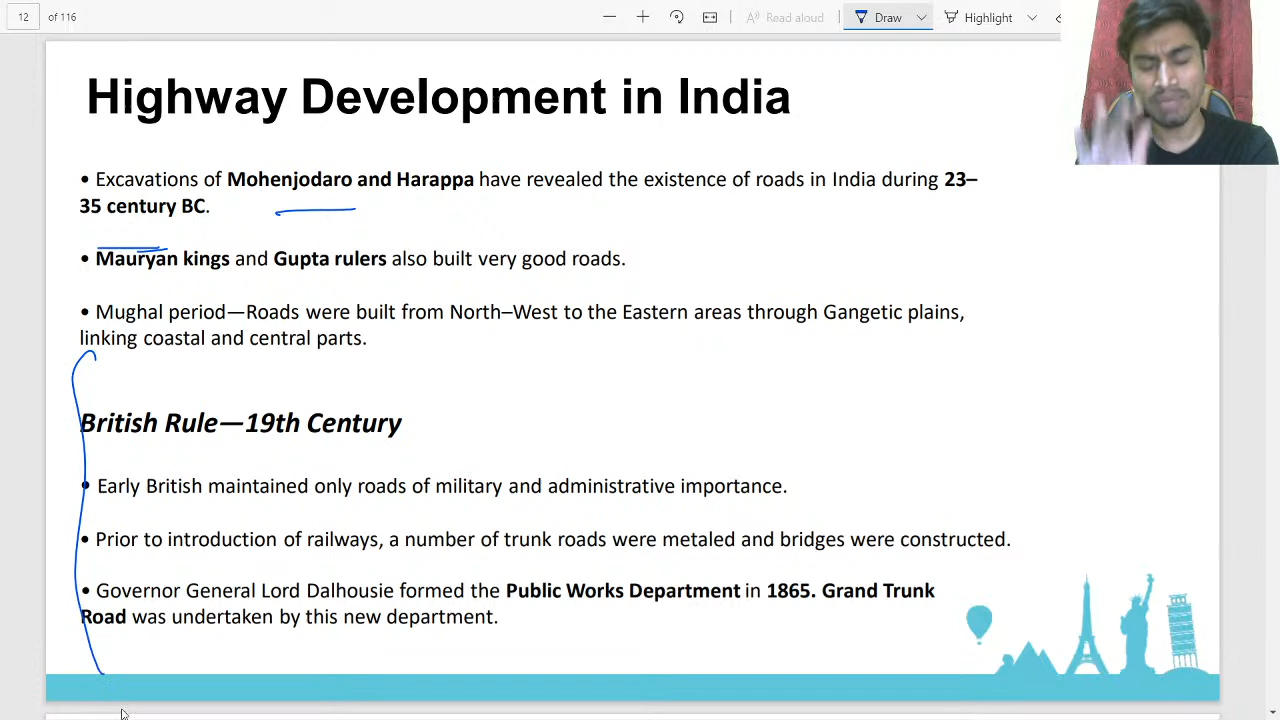 12 of 116 Read aloud Draw Highlight
Highway Development in India
• Excavations of Mohenjodaro and Harappa have revealed the existence of roads in India during 23–
35 century BC.
• Mauryan kings and Gupta rulers also built very good roads.
• Mughal period—Roads were built from North–West to the Eastern areas through Gangetic plains,
linking coastal and central parts.
British Rule—19th Century
• Early British maintained only roads of military and administrative importance.
• Prior to introduction of railways, a number of trunk roads were metaled and bridges were constructed.
• Governor General Lord Dalhousie formed the Public Works Department in 1865. Grand Trunk
Road was undertaken by this new department.